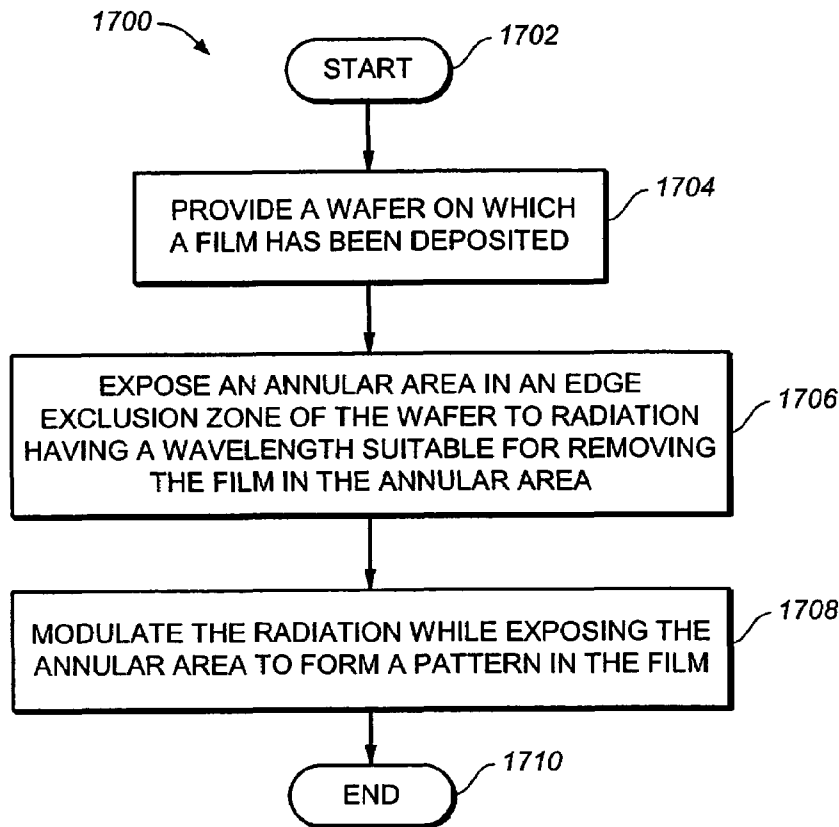 1700
1702
START
1704
PROVIDE A WAFER ON WHICH
A FILM HAS BEEN DEPOSITED
EXPOSE AN ANNULAR AREA IN AN EDGE
EXCLUSION ZONE OF THE WAFER TO RADIATION
HAVING A WAVELENGTH SUITABLE FOR REMOVING
THE FILM IN THE ANNULAR AREA
1706
1708
MODULATE THE RADIATION WHILE EXPOSING THE
ANNULAR AREA TO FORM A PATTERN IN THE FILM
1710
END